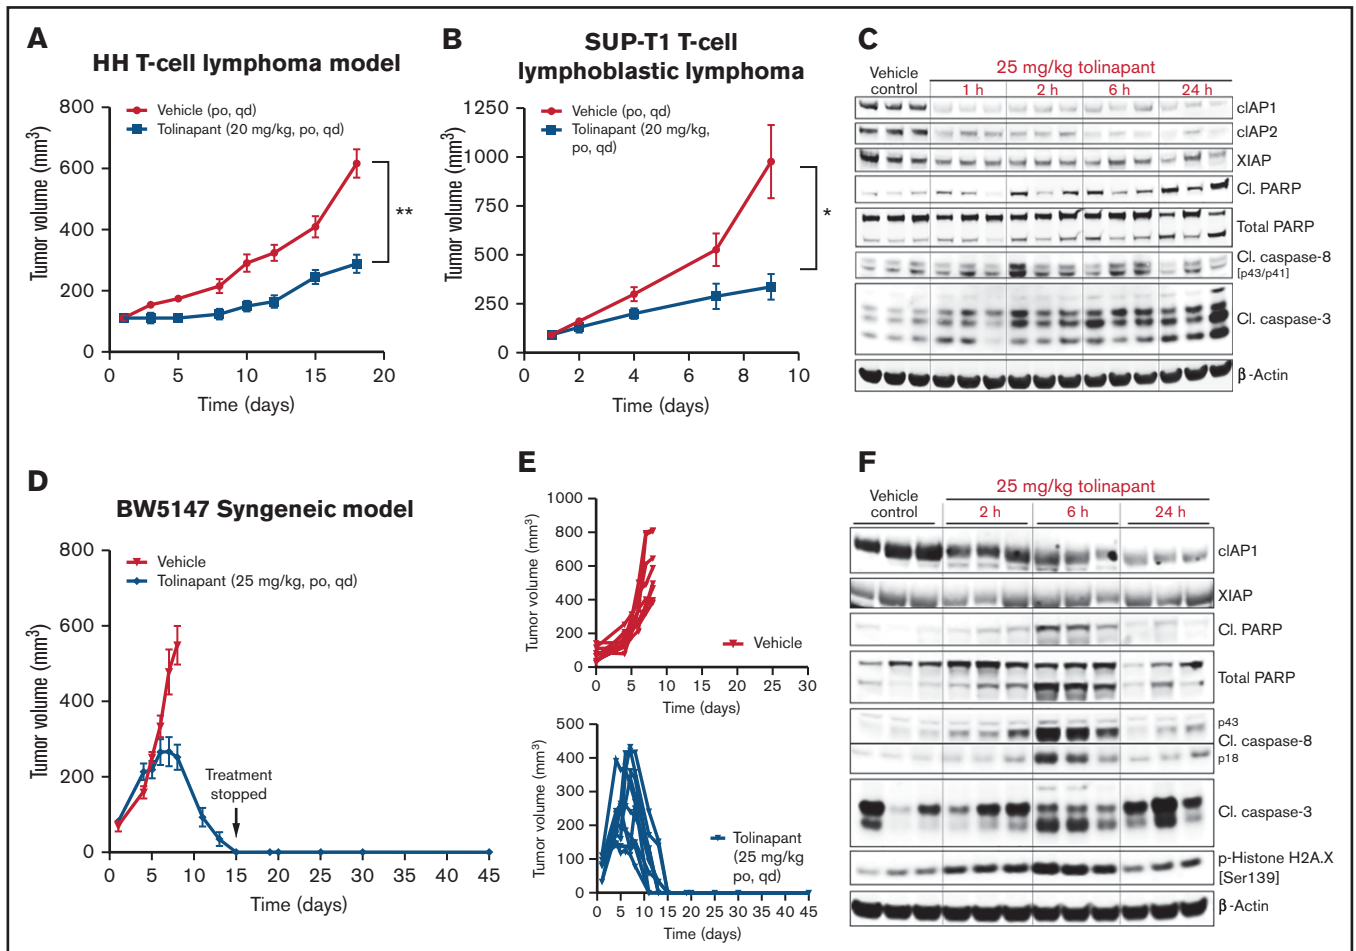 A
HH T-cell lymphoma model
Tumor volume (mm³)
800
600
400
200
0
Vehicle (po, qd)
Tolinapant (20 mg/kg, po, qd)
**
0 5 10 15 20
Time (days)
B
SUP-T1 T-cell
lymphoblastic lymphoma
Tumor volume (mm³)
1250
1000
750
500
250
0
Vehicle (po, qd)
Tolinapant (20 mg/kg,
po, qd)
*
0 2 4 6 8 10
Time (days)
C
Vehicle
control
25 mg/kg tolinapant
1 h 2 h 6 h 24 h
cIAP1
cIAP2
XIAP
Cl. PARP
Total PARP
Cl. caspase-8
[p43/p41]
Cl. caspase-3
β-Actin
D
BW5147 Syngeneic model
Tumor volume (mm³)
800
600
400
200
0
Vehicle
Tolinapant (25 mg/kg, po, qd)
Treatment
stopped
0 5 10 15 20 25 30 35 40 45
Time (days)
E
Tumor volume (mm³)
1000
800
600
400
200
0
Vehicle
0 5 10 15 20 25 30
Time (days)
Tumor volume (mm³)
500
400
300
200
100
0
Tolinapant
(25 mg/kg
po, qd)
0 5 10 15 20 25 30 35 40 45
Time (days)
F
Vehicle
control
25 mg/kg tolinapant
2 h 6 h 24 h
cIAP1
XIAP
Cl. PARP
Total PARP
p43
Cl. caspase-8
p18
Cl. caspase-3
p-Histone H2A.X
[Ser139]
β-Actin